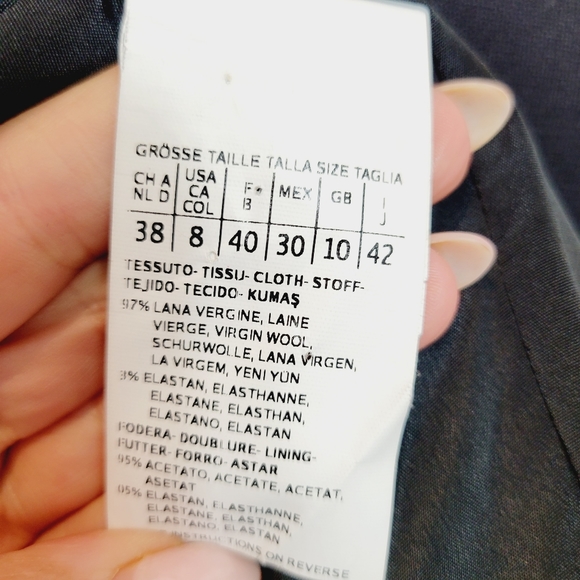 GRÖSSE TAILLE TALLA SIZE TAGLIA
CH A NL D USA CA COL F• B MEX GB I J
38 8 40 30 10 42
TESSUTO- TISSU- CLOTH- STOFF-
TEJIDO- TECIDO- KUMAŞ
97% LANA VERGINE, LAINE
VIERGE, VIRGIN WOOL,
SCHURWOLLE, LANA VIRGEN,
LA VIRGEM, YENI YÜN
3% ELASTAN, ELASTHANNE,
ELASTANE, ELASTHAN,
ELASTANO, ELASTAN
FODERA- DOUBLURE- LINING-
FUTTER- FORRO- ASTAR
95% ACETATO, ACETATE, ACETAT,
ASETAT
05% ELASTAN, ELASTHANNE,
ELASTANE, ELASTHAN,
ELASTANO, ELASTAN
INSTRUCTIONS ON REVERSE